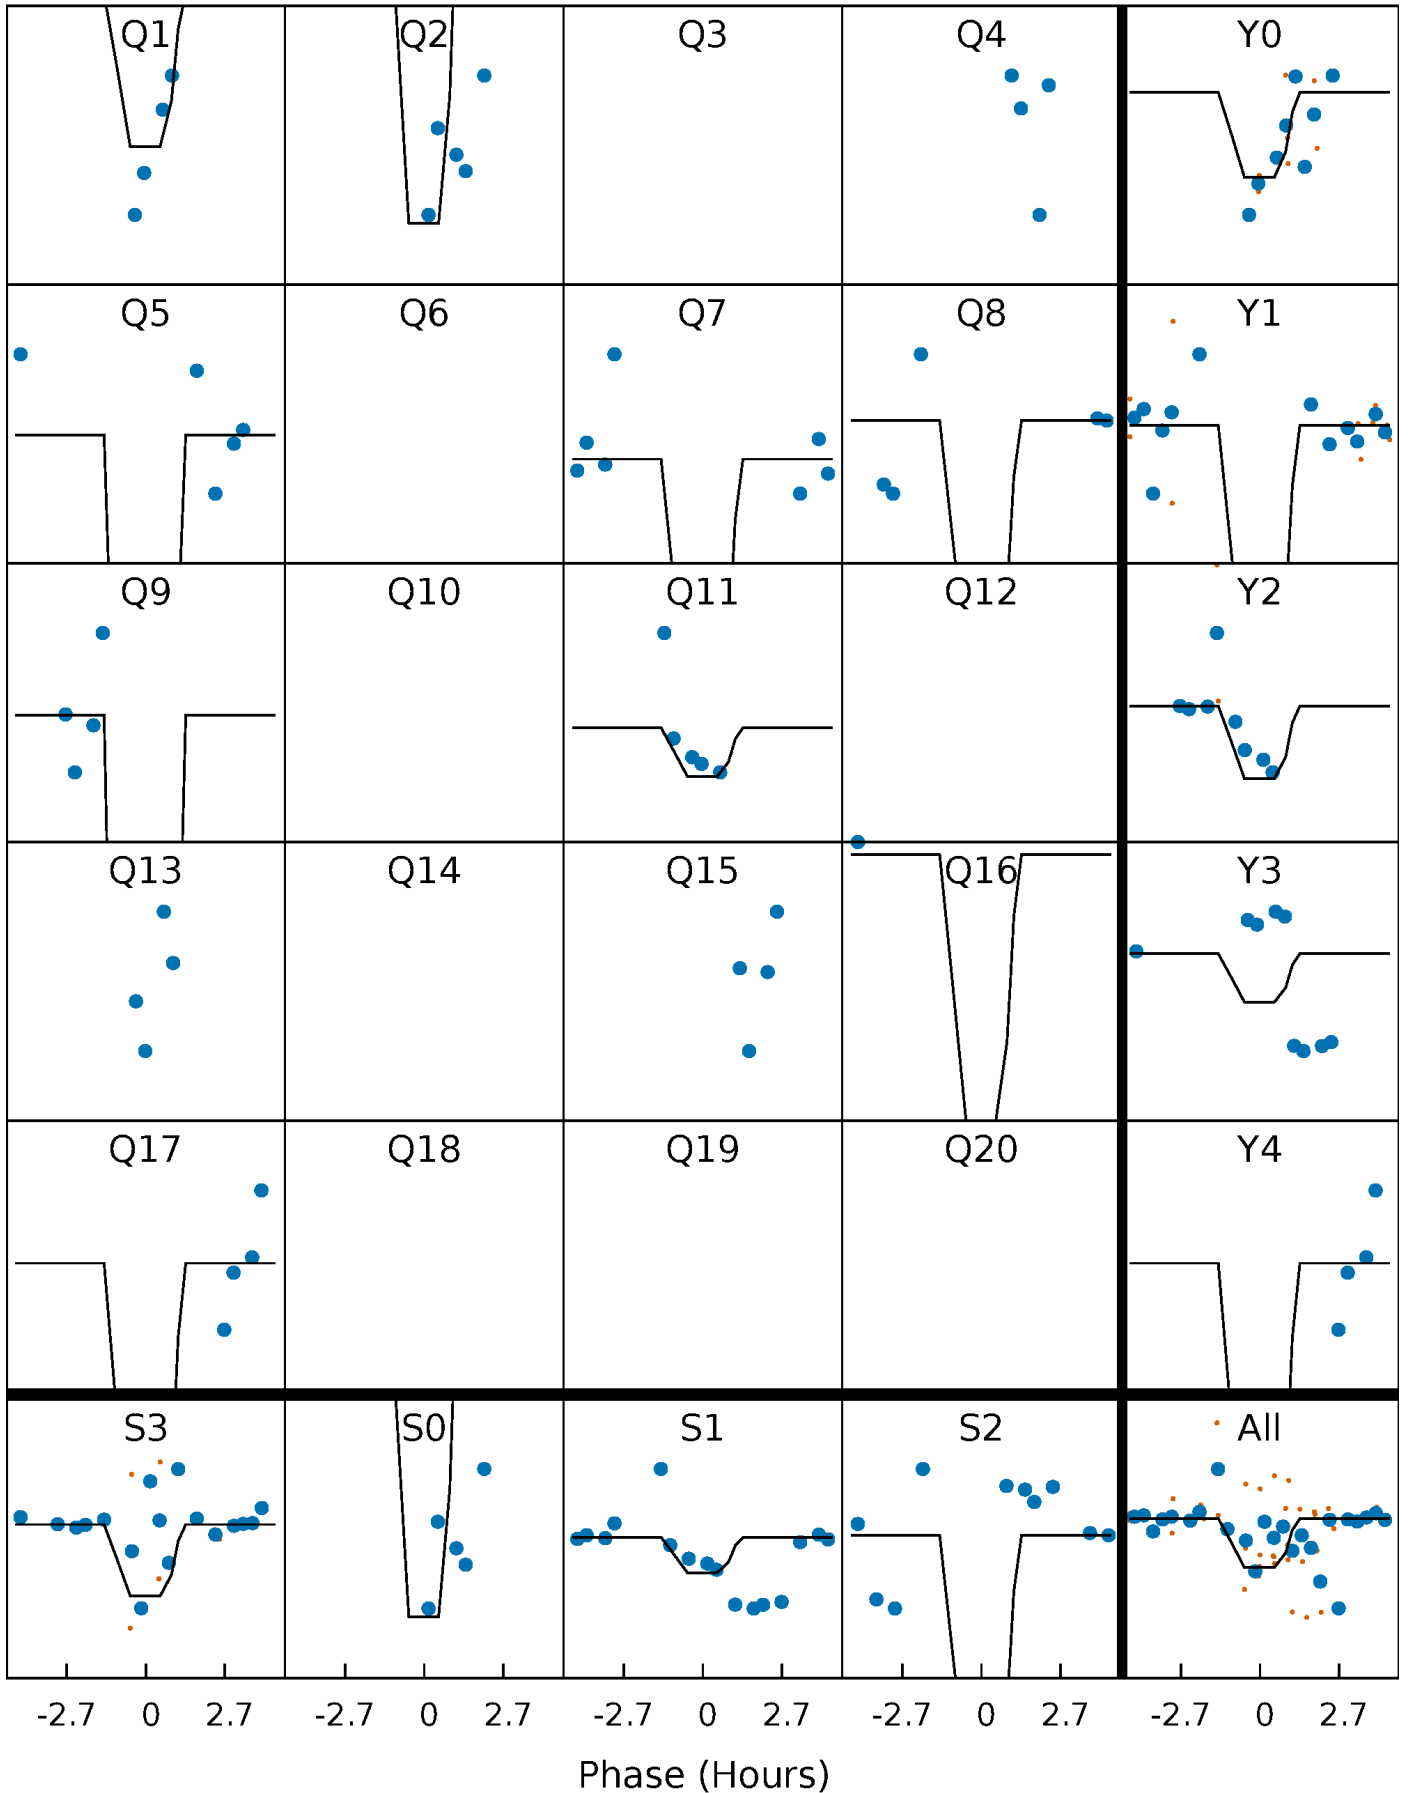 Q1 Q2 Q3 Q4 Y0
Q5 Q6 Q7 Q8 Y1
Q9 Q10 Q11 Q12 Y2
Q13 Q14 Q15 Q16 Y3
Q17 Q18 Q19 Q20 Y4
S3 S0 S1 S2 All
-2.7 0 2.7 -2.7 0 2.7 -2.7 0 2.7 -2.7 0 2.7 -2.7 0 2.7
Phase (Hours)